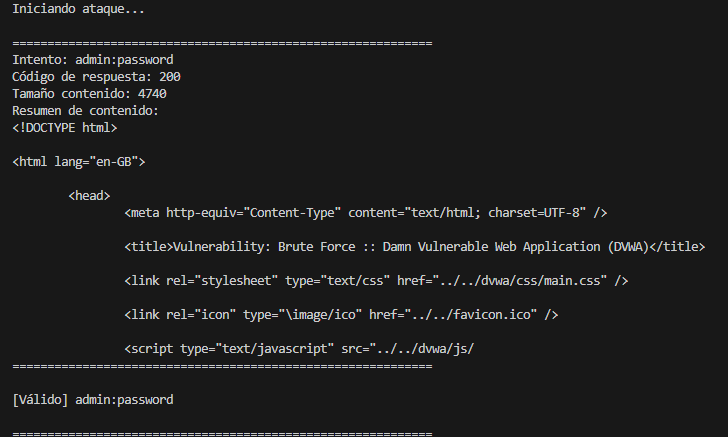 Iniciando ataque...
============================================================
Intento: admin:password
Código de respuesta: 200
Tamaño contenido: 4740
Resumen de contenido:
<!DOCTYPE html>
<html lang="en-GB">
<head>
<meta http-equiv="Content-Type" content="text/html; charset=UTF-8" />
<title>Vulnerability: Brute Force :: Damn Vulnerable Web Application (DVWA)</title>
<link rel="stylesheet" type="text/css" href="../../dvwa/css/main.css" />
<link rel="icon" type="\image/ico" href="../../favicon.ico" />
<script type="text/javascript" src="../../dvwa/js/
============================================================
[Válido] admin:password
============================================================